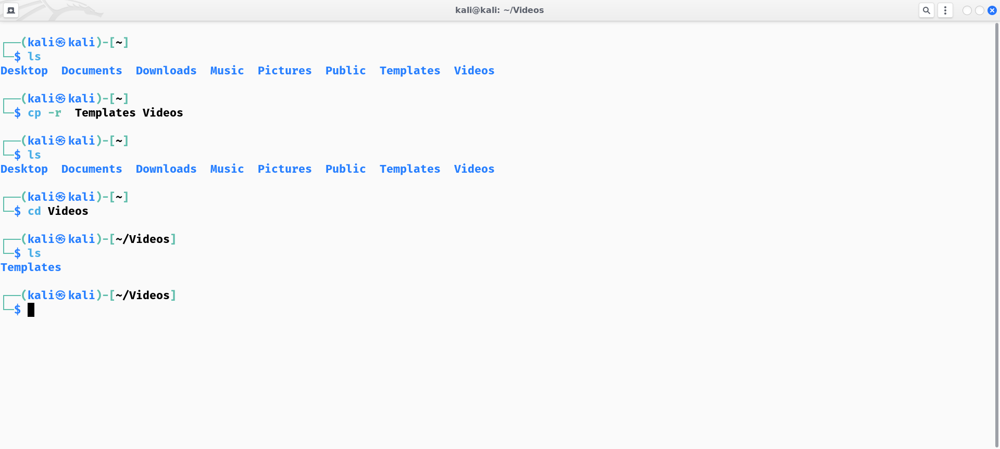 kali@kali: ~/Videos
┌──(kali㉿kali)-[~]
└─$ ls
Desktop  Documents  Downloads  Music  Pictures  Public  Templates  Videos
┌──(kali㉿kali)-[~]
└─$ cp -r  Templates Videos
┌──(kali㉿kali)-[~]
└─$ ls
Desktop  Documents  Downloads  Music  Pictures  Public  Templates  Videos
┌──(kali㉿kali)-[~]
└─$ cd Videos
┌──(kali㉿kali)-[~/Videos]
└─$ ls
Templates
┌──(kali㉿kali)-[~/Videos]
└─$